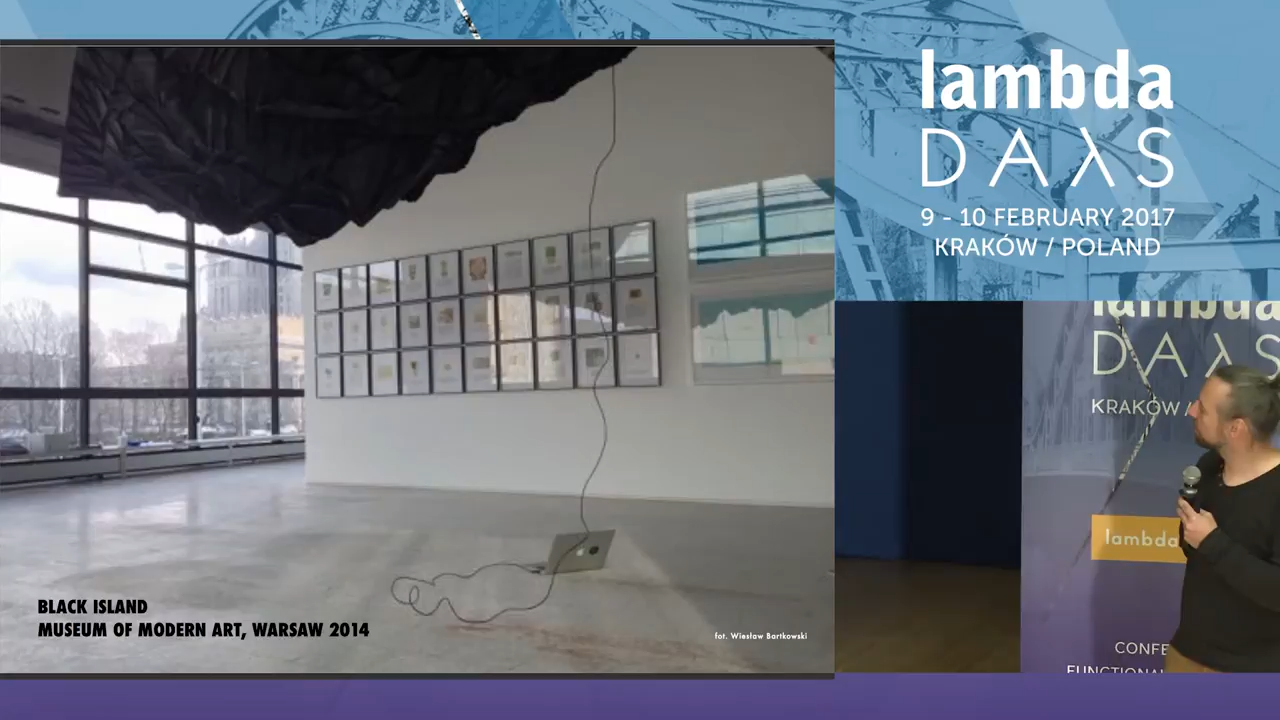 BLACK ISLAND
MUSEUM OF MODERN ART, WARSAW 2014
fot. Wiesław Bartkowski
lambda
DAλS
9 - 10 FEBRUARY 2017
KRAKÓW / POLAND
lambda
DAλS
KRAKÓW /
lambda
CONFE
FUNCTIONAL